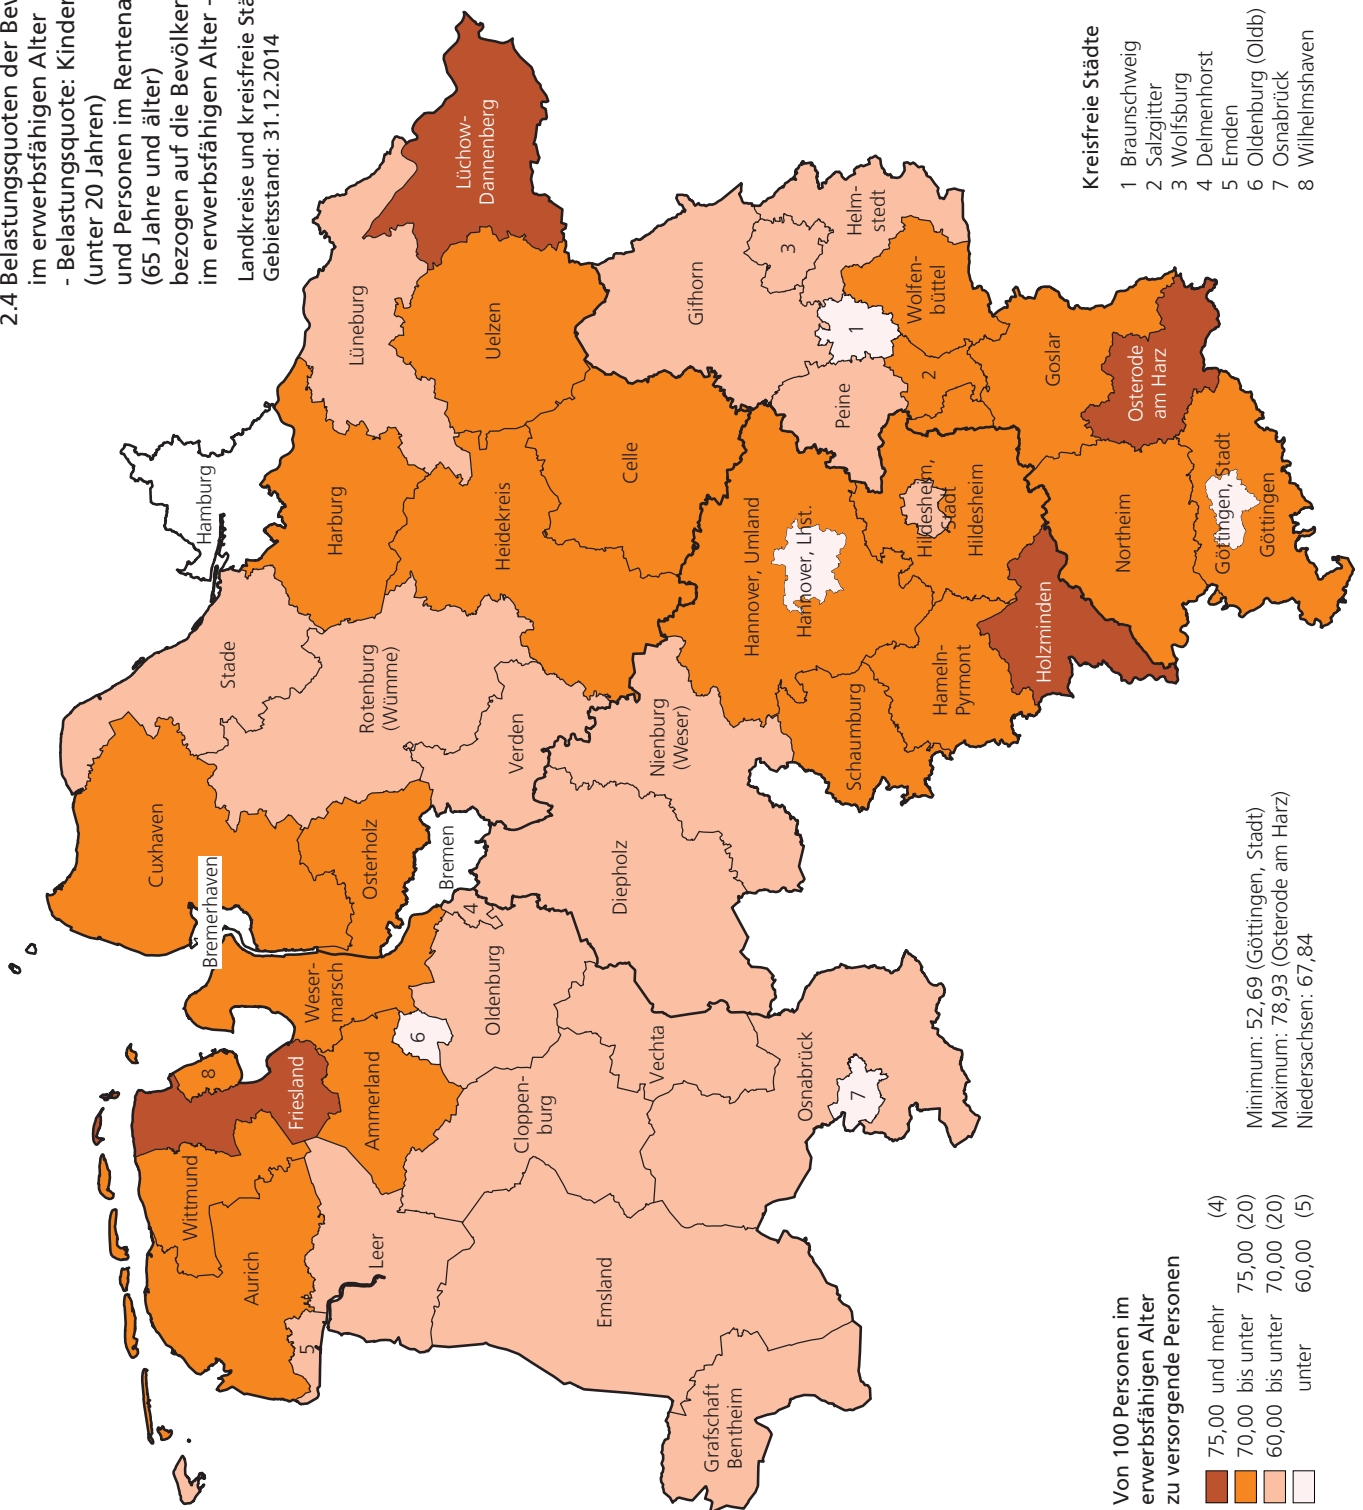 2.4 Belastungsquoten der
im erwerbsfähigen Alter
- Belastungsquote: Kinder
(unter 20 Jahren)
und Personen im
(65 Jahre und älter)
bezogen auf die
im erwerbsfähigen Alter -
Landkreise und kreisfreie
Gebietsstand: 31.12.2014
Hamburg
Lüchow-
Dannenberg
Lüneburg
Uelzen
Harburg
Stade
Cuxhaven
Bremerhaven
Rotenburg
(Wümme)
Heidekreis
Celle
Gifhorn
Osterholz
Bremen
Verden
Weser-
marsch
Friesland
8
Wittmund
Aurich
5
Leer
Ammerland
6
Oldenburg
4
Diepholz
Nienburg
(Weser)
Cloppen-
burg
Vechta
Emsland
Grafschaft
Bentheim
Osnabrück
7
Hannover, Umland
Hannover, Lhst.
Schaumburg
Hameln-
Pyrmont
Hildesheim,
Stadt
Hildesheim
Holzminden
Peine
1
2
3
Helm-
stedt
Wolfen-
büttel
Goslar
Osterode
am Harz
Northeim
Göttingen, Stadt
Göttingen
Kreisfreie Städte
1 Braunschweig
2 Salzgitter
3 Wolfsburg
4 Delmenhorst
5 Emden
6 Oldenburg (Oldb)
7 Osnabrück
8 Wilhelmshaven
Von 100 Personen im
erwerbsfähigen Alter
zu versorgende Personen
75,00 und mehr (4)
70,00 bis unter 75,00 (20)
60,00 bis unter 70,00 (20)
unter 60,00 (5)
Minimum: 52,69 (Göttingen, Stadt)
Maximum: 78,93 (Osterode am Harz)
Niedersachsen: 67,84